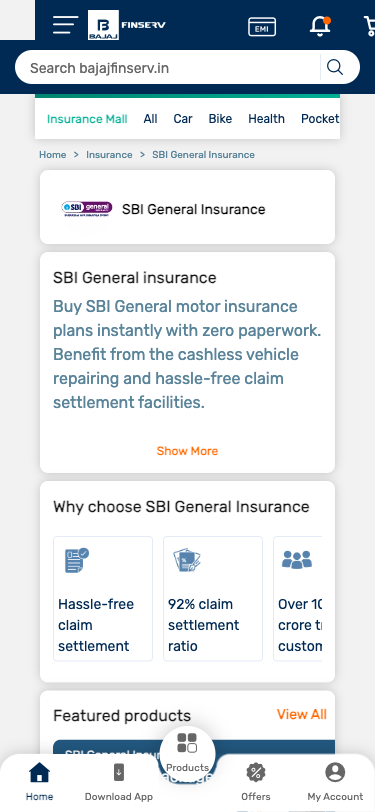 BAJAJ
FINSERV
EMI
Search bajajfinserv.in
Insurance Mall All Car Bike Health Pocket
Home > Insurance > SBI General Insurance
SBI general
SBI General Insurance
SBI General insurance
Buy SBI General motor insurance
plans instantly with zero paperwork.
Benefit from the cashless vehicle
repairing and hassle-free claim
settlement facilities.
Show More
Why choose SBI General Insurance
Hassle-free
claim
settlement
92% claim
settlement
ratio
Over 10
crore
custom
Featured products
View All
SBI General
Products
Home
Download App
Offers
My Account